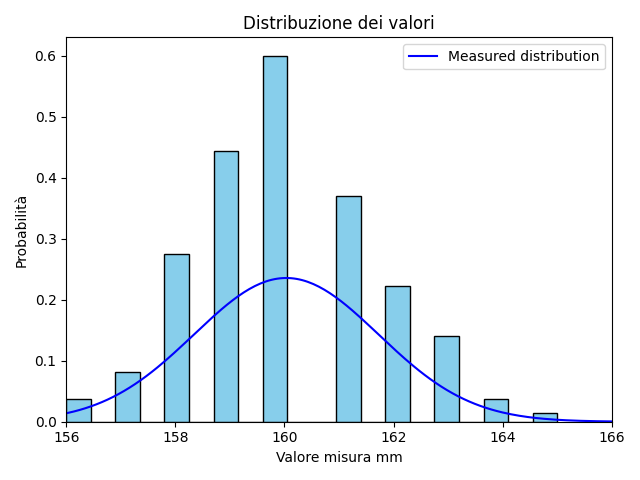 Distribuzione dei valori
Measured distribution
Probabilità
0.6
0.5
0.4
0.3
0.2
0.1
0.0
156 158 160 162 164 166
Valore misura mm